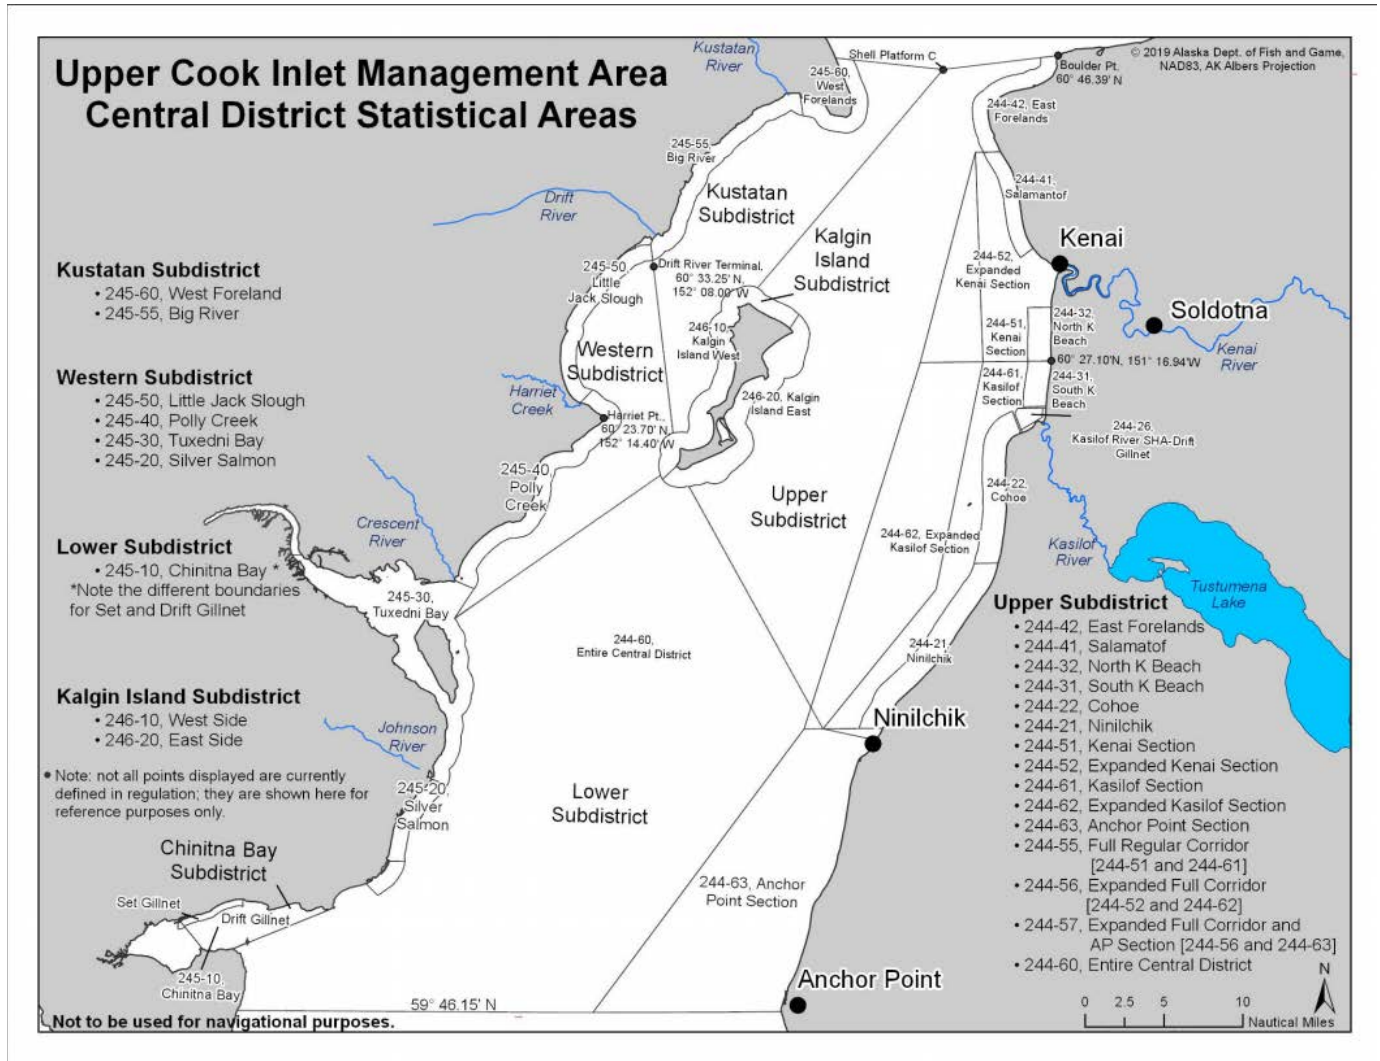 Upper Cook Inlet Management Area
Central District Statistical Areas
© 2019 Alaska Dept. of Fish and Game,
NAD83, AK Albers Projection
Kustatan
River
Shell Platform C
Boulder Pt.
60° 46.39' N
245-60,
West
Forelands
244-42, East
Forelands
245-55,
Big River
244-41,
Salamantof
Kustatan
Subdistrict
Drift
River
Kalgin
Island
Subdistrict
Kenai
244-52,
Expanded
Kenai Section
245-50,
Little
Jack Slough
Drift River Terminal,
60° 33.25' N,
152° 08.00' W
Soldotna
Kenai
River
244-32,
North K
Beach
244-51,
Kenai
Section
246-10,
Kalgin
Island West
Western
Subdistrict
60° 27.10'N, 151° 16.94'W
244-61,
Kasilof
Section
244-31,
South K
Beach
Harriet
Creek
246-20, Kalgin
Island East
Harriet Pt.,
60° 23.70' N,
152° 14.40' W
244-26,
Kasilof River SHA-Drift
Gillnet
245-40,
Polly
Creek
244-22,
Cohoe
Upper
Subdistrict
Crescent
River
244-62, Expanded
Kasilof Section
Kasilof
River
Tustumena
Lake
245-30,
Tuxedni Bay
244-60,
Entire Central District
244-21,
Ninilchik
Ninilchik
Johnson
River
245-20,
Silver
Salmon
Lower
Subdistrict
Chinitna Bay
Subdistrict
Set Gillnet
Drift Gillnet
245-10,
Chinitna Bay
244-63, Anchor
Point Section
Anchor Point
59° 46.15' N
Kustatan Subdistrict
• 245-60, West Foreland
• 245-55, Big River
Western Subdistrict
• 245-50, Little Jack Slough
• 245-40, Polly Creek
• 245-30, Tuxedni Bay
• 245-20, Silver Salmon
Lower Subdistrict
• 245-10, Chinitna Bay *
*Note the different boundaries
for Set and Drift Gillnet
Kalgin Island Subdistrict
• 246-10, West Side
• 246-20, East Side
• Note: not all points displayed are currently
defined in regulation; they are shown here for
reference purposes only.
Upper Subdistrict
• 244-42, East Forelands
• 244-41, Salamatof
• 244-32, North K Beach
• 244-31, South K Beach
• 244-22, Cohoe
• 244-21, Ninilchik
• 244-51, Kenai Section
• 244-52, Expanded Kenai Section
• 244-61, Kasilof Section
• 244-62, Expanded Kasilof Section
• 244-63, Anchor Point Section
• 244-55, Full Regular Corridor
[244-51 and 244-61]
• 244-56, Expanded Full Corridor
[244-52 and 244-62]
• 244-57, Expanded Full Corridor and
AP Section [244-56 and 244-63]
• 244-60, Entire Central District
N
0 2.5 5 10
Nautical Miles
Not to be used for navigational purposes.